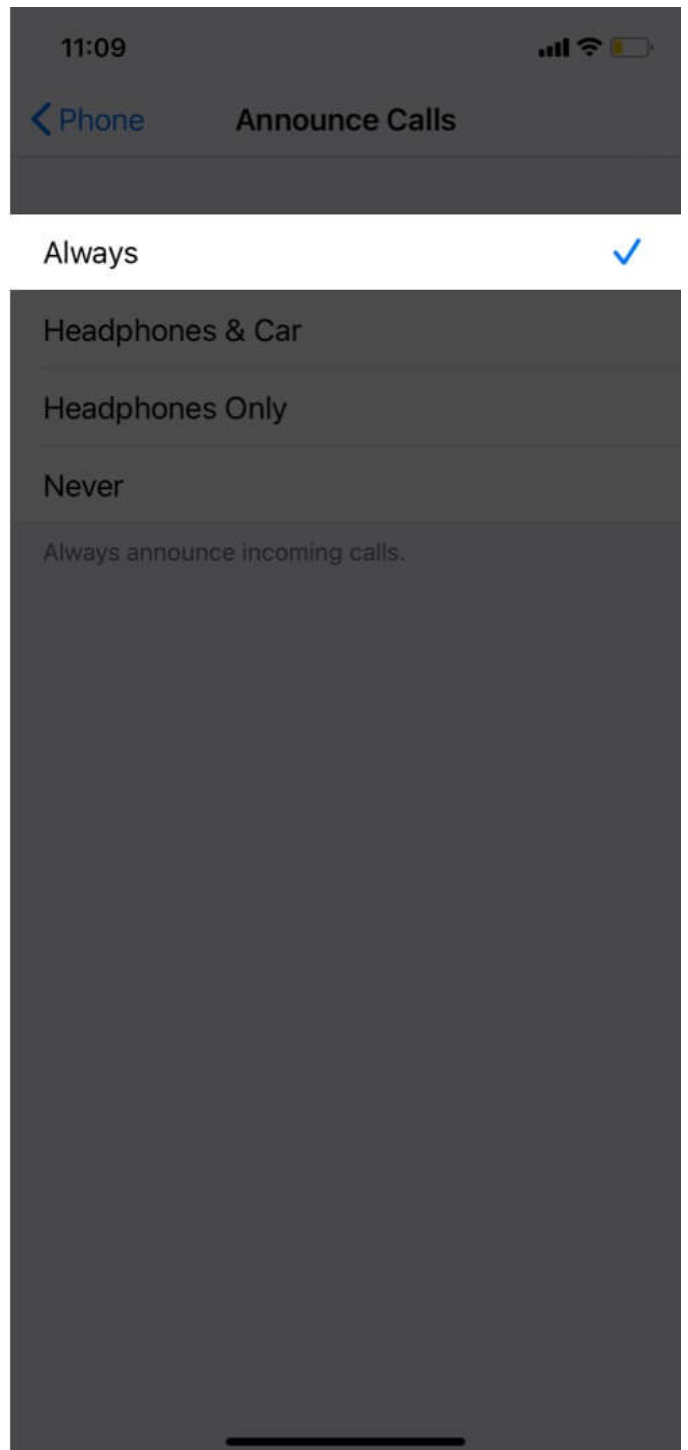 11:09
Phone Announce Calls
Always
Headphones & Car
Headphones Only
Never
Always announce incoming calls.